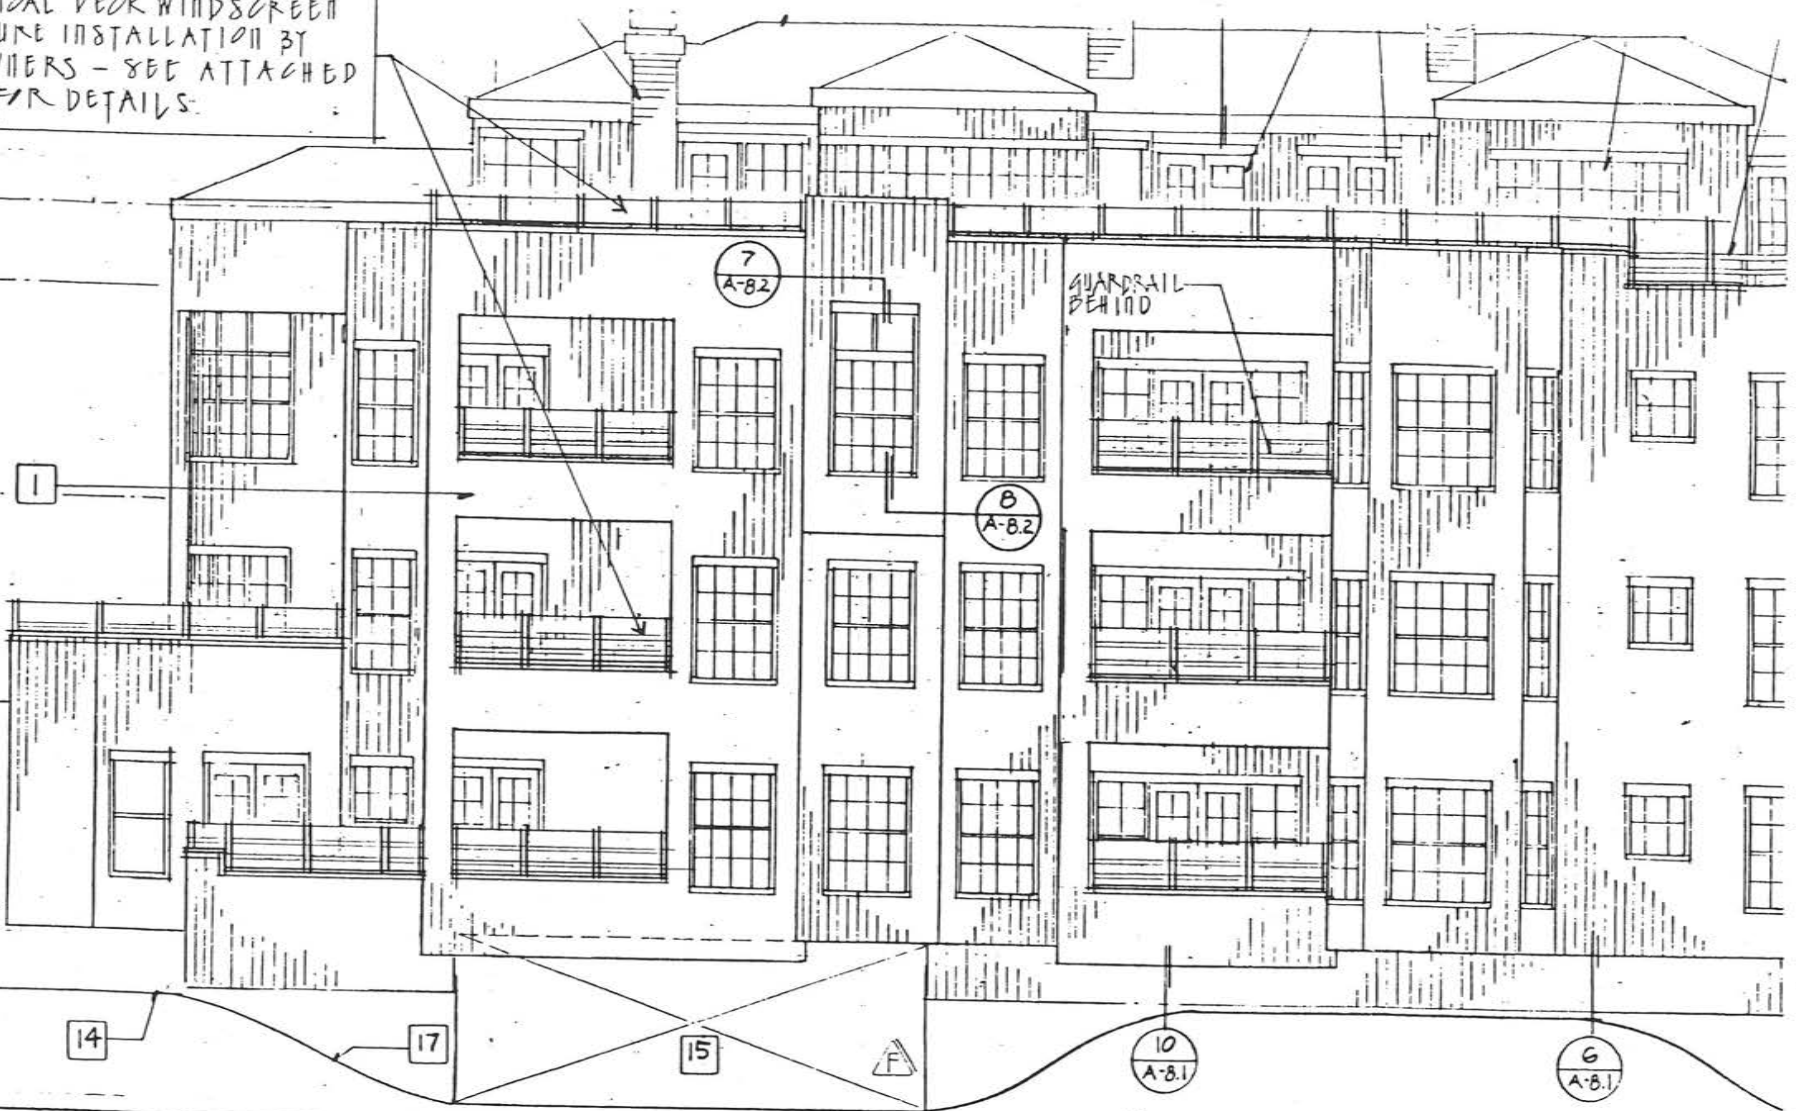 DECK WINDSCREEN
INSTALLATION BY
- SEE ATTACHED
FOR DETAILS.
7
A-8.2
GUARDRAIL
BEHIND
1
8
A-8.2
14
17
15
F
10
A-8.1
6
A-8.1